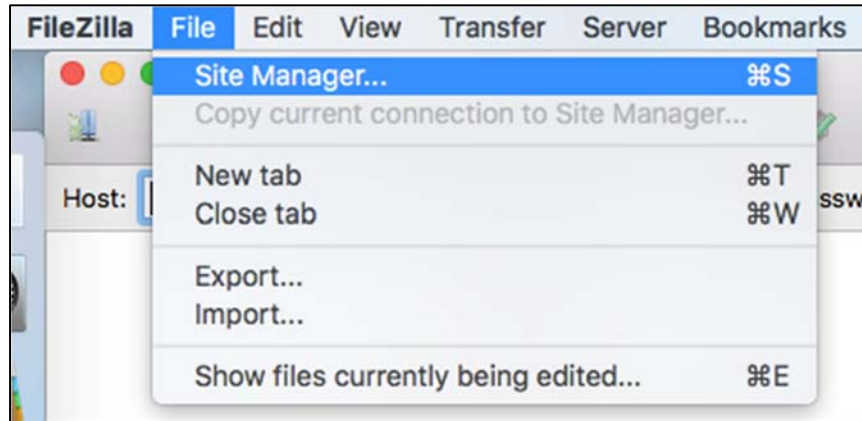 FileZilla File Edit View Transfer Server Bookmarks
Site Manager... ⌘S
Copy current connection to Site Manager...
New tab ⌘T
Host:
Close tab ⌘W
Export...
Import...
Show files currently being edited... ⌘E